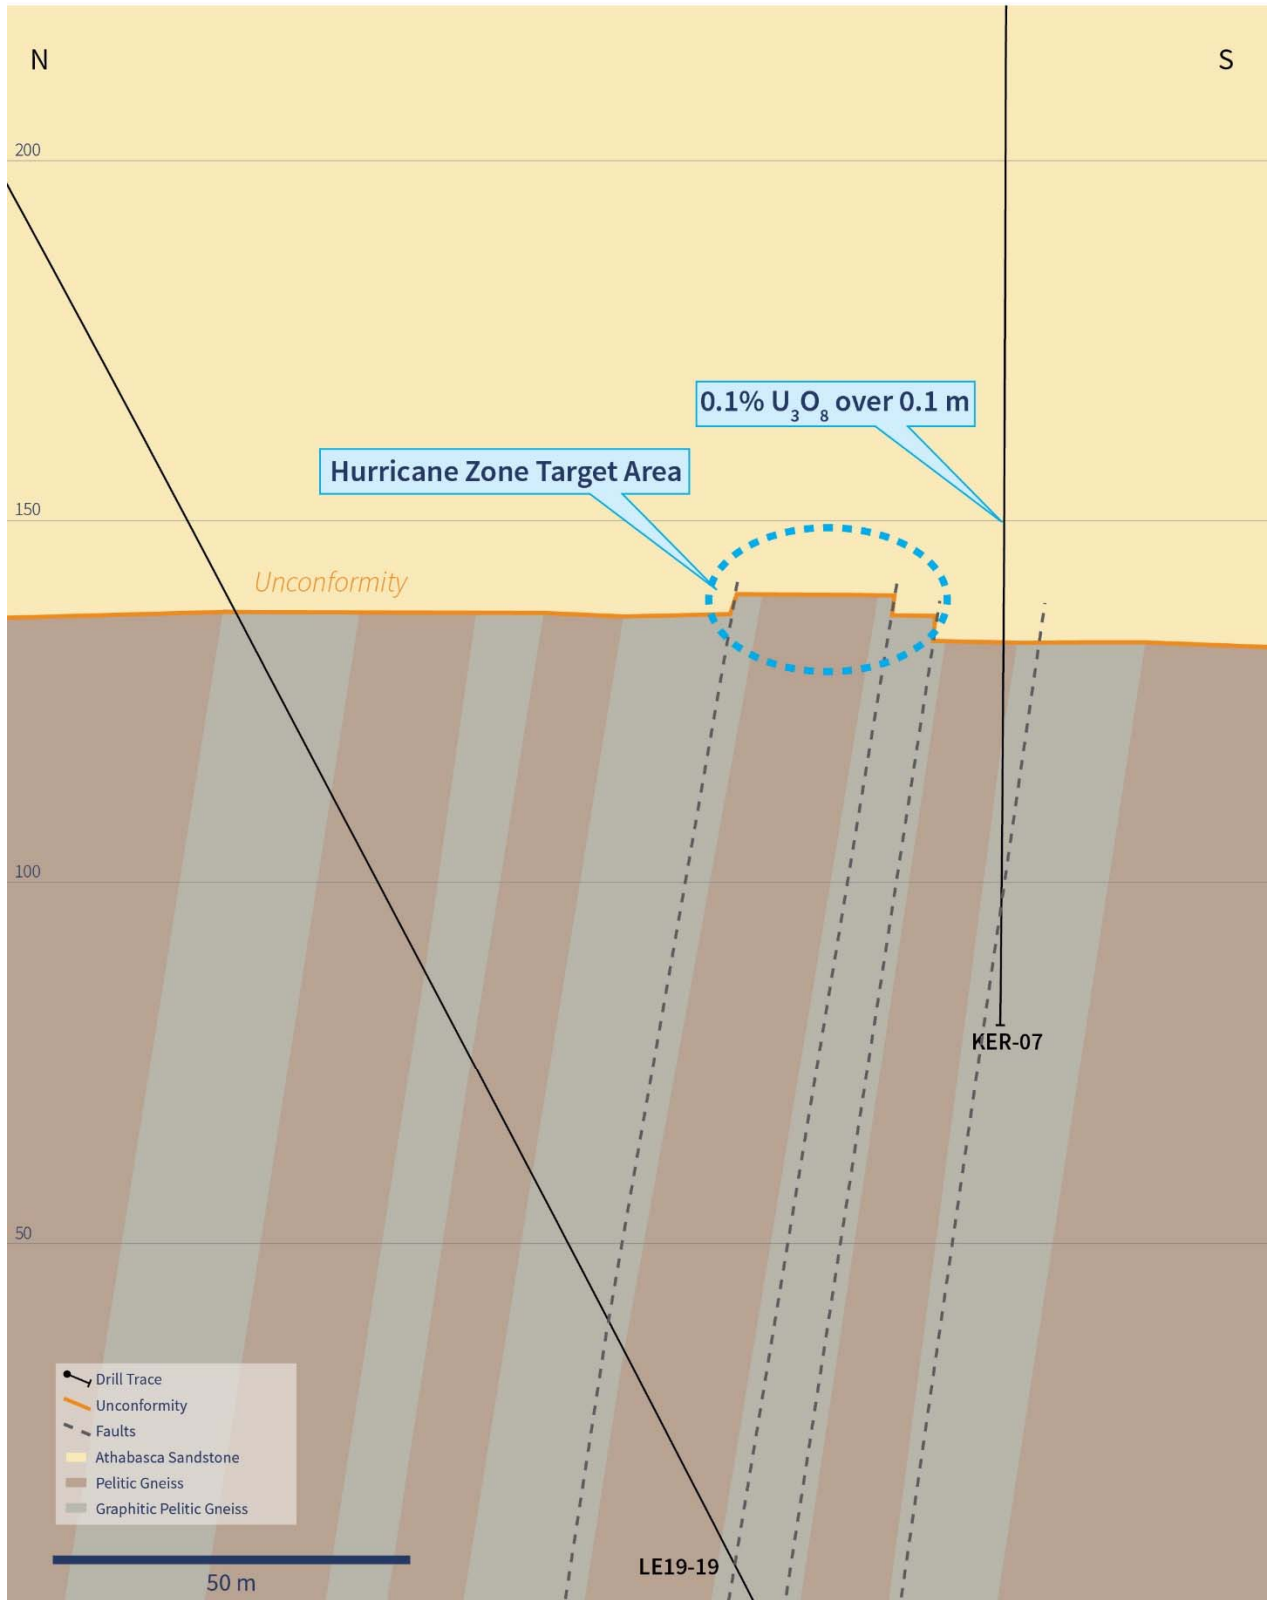 N
S
200
0.1% U₃O₈ over 0.1 m
Hurricane Zone Target Area
150
Unconformity
100
KER-07
50
Drill Trace
Unconformity
Faults
Athabasca Sandstone
Pelitic Gneiss
Graphitic Pelitic Gneiss
LE19-19
50 m